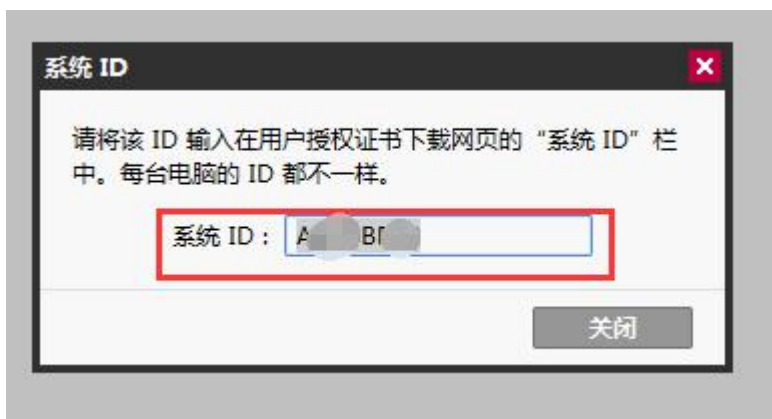 系统 ID
请将该 ID 输入在用户授权证书下载网页的“系统 ID”栏
中。每台电脑的 ID 都不一样。
系统 ID：
关闭